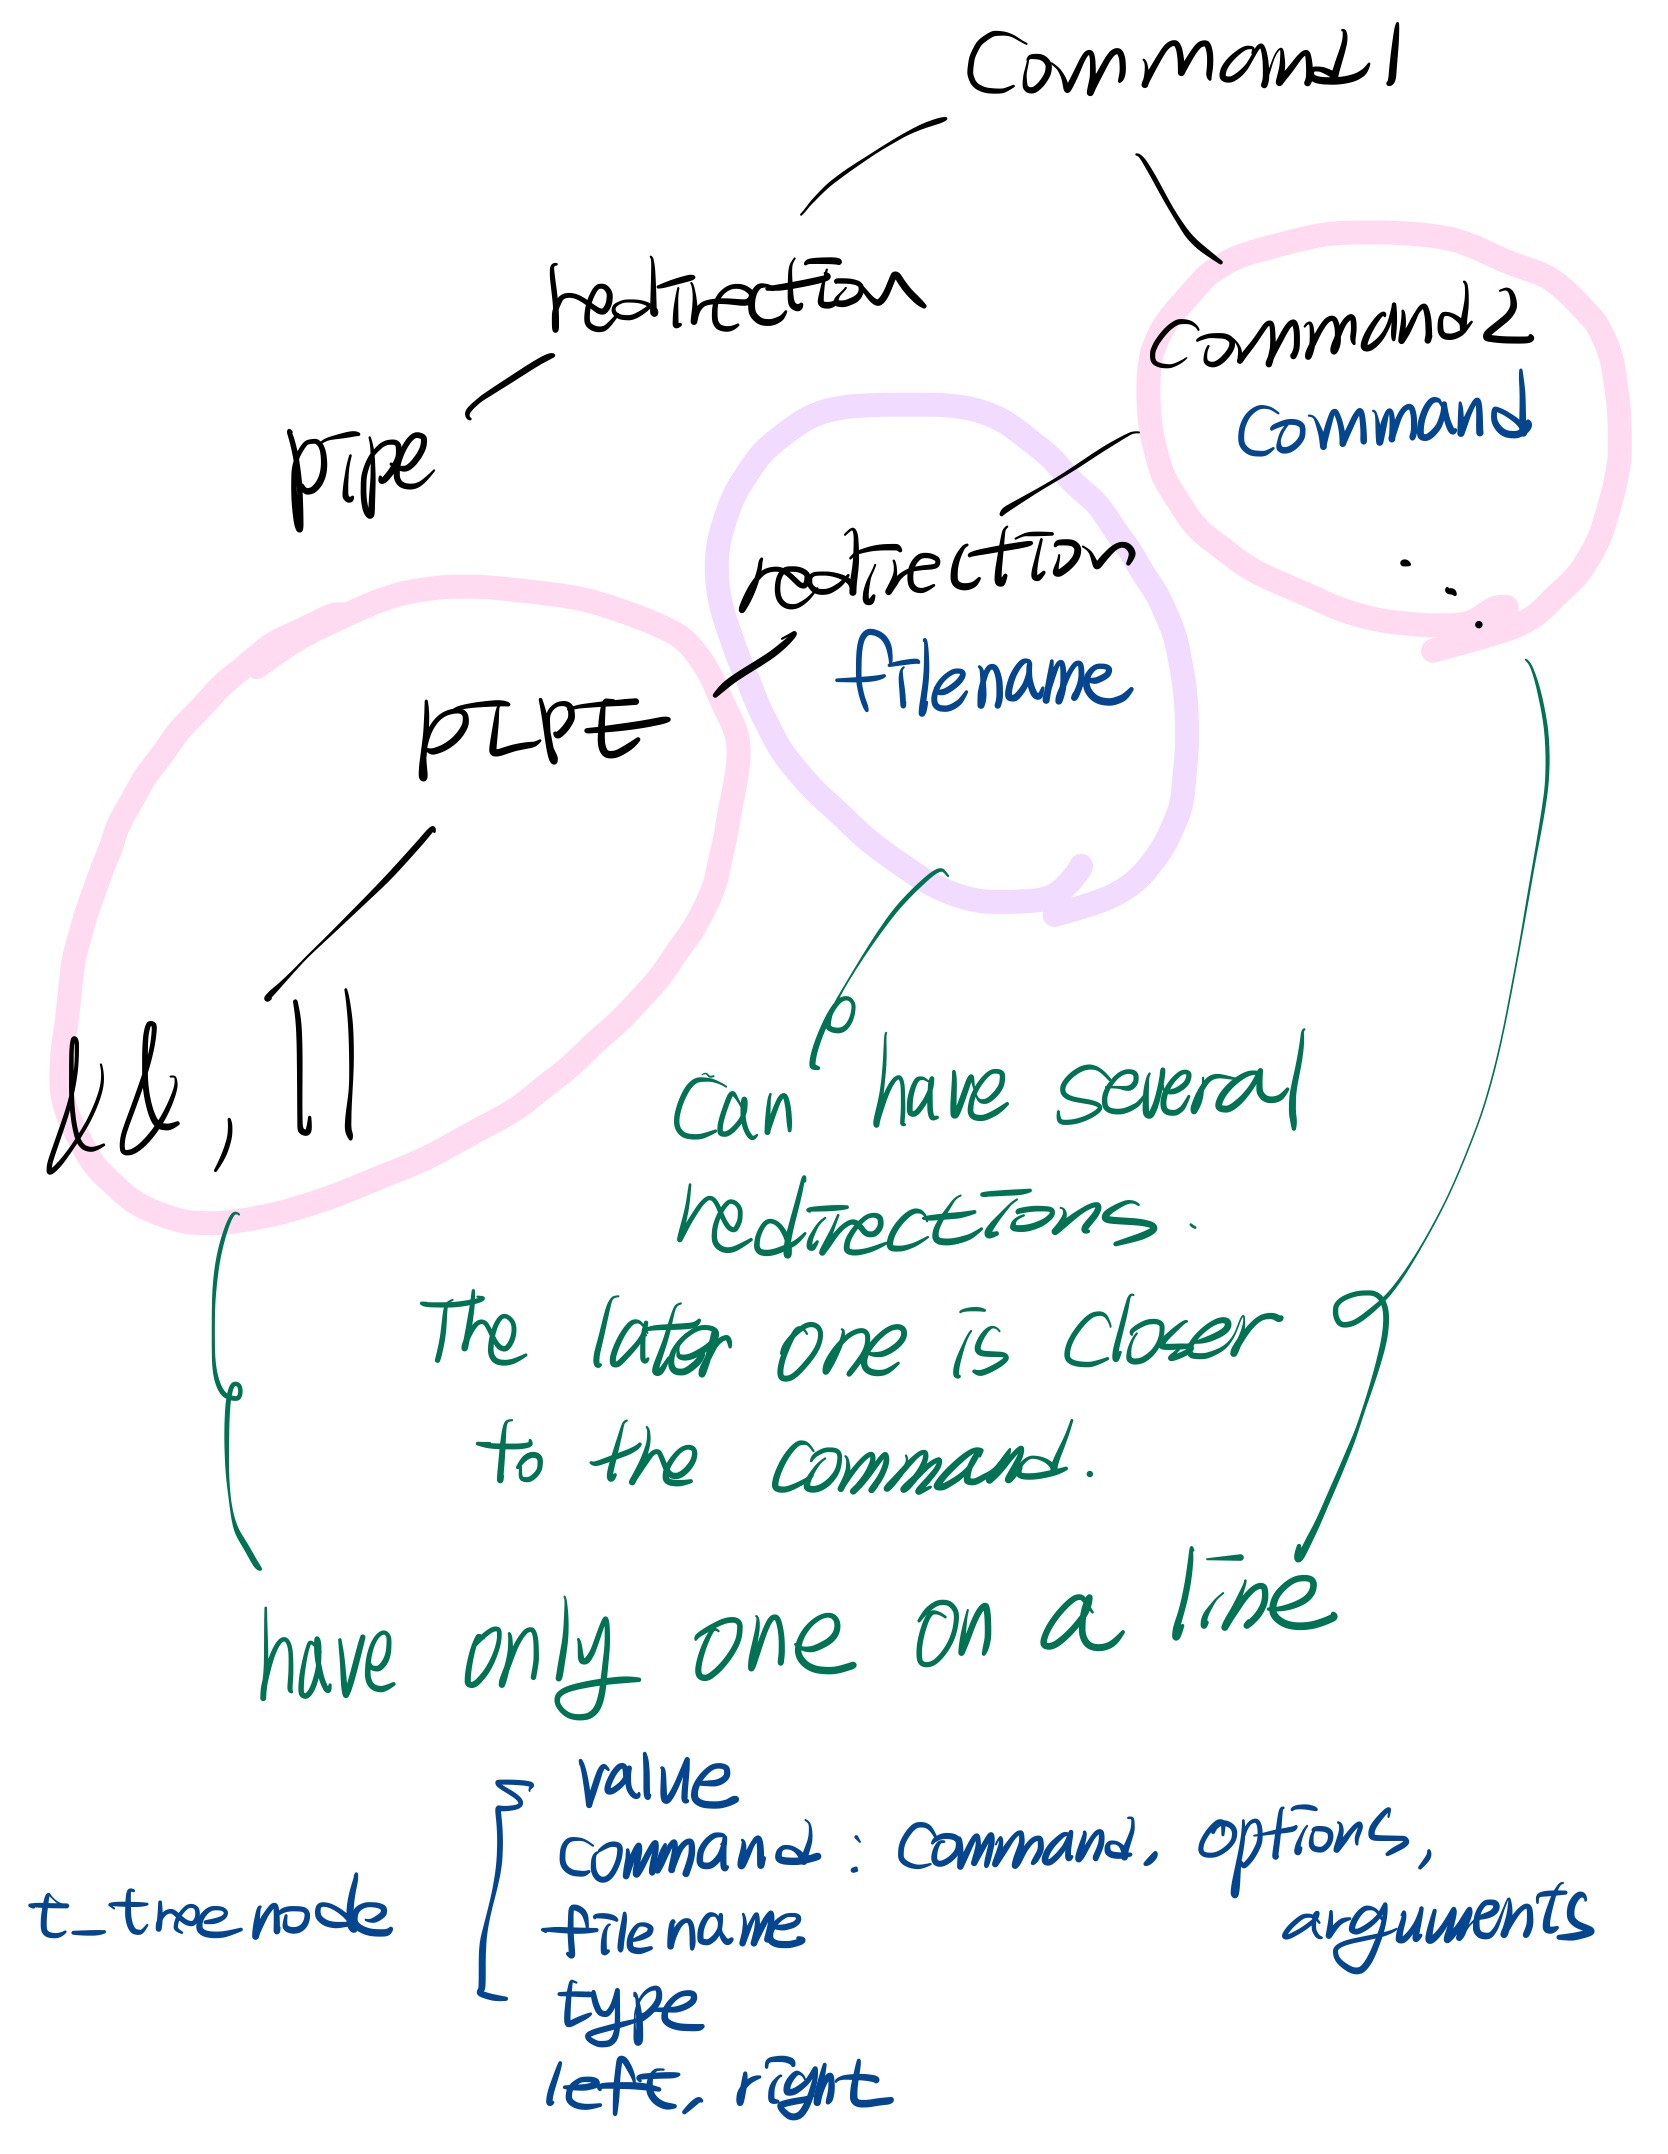 Command1
redirection
Command2
Command
pipe
redirection
filename
PIPE
&&, ||
Can have several
redirections.
The later one is closer
to the command.
have only one on a line
value
command : command, options,
arguments
t_treenode
filename
type
left, right